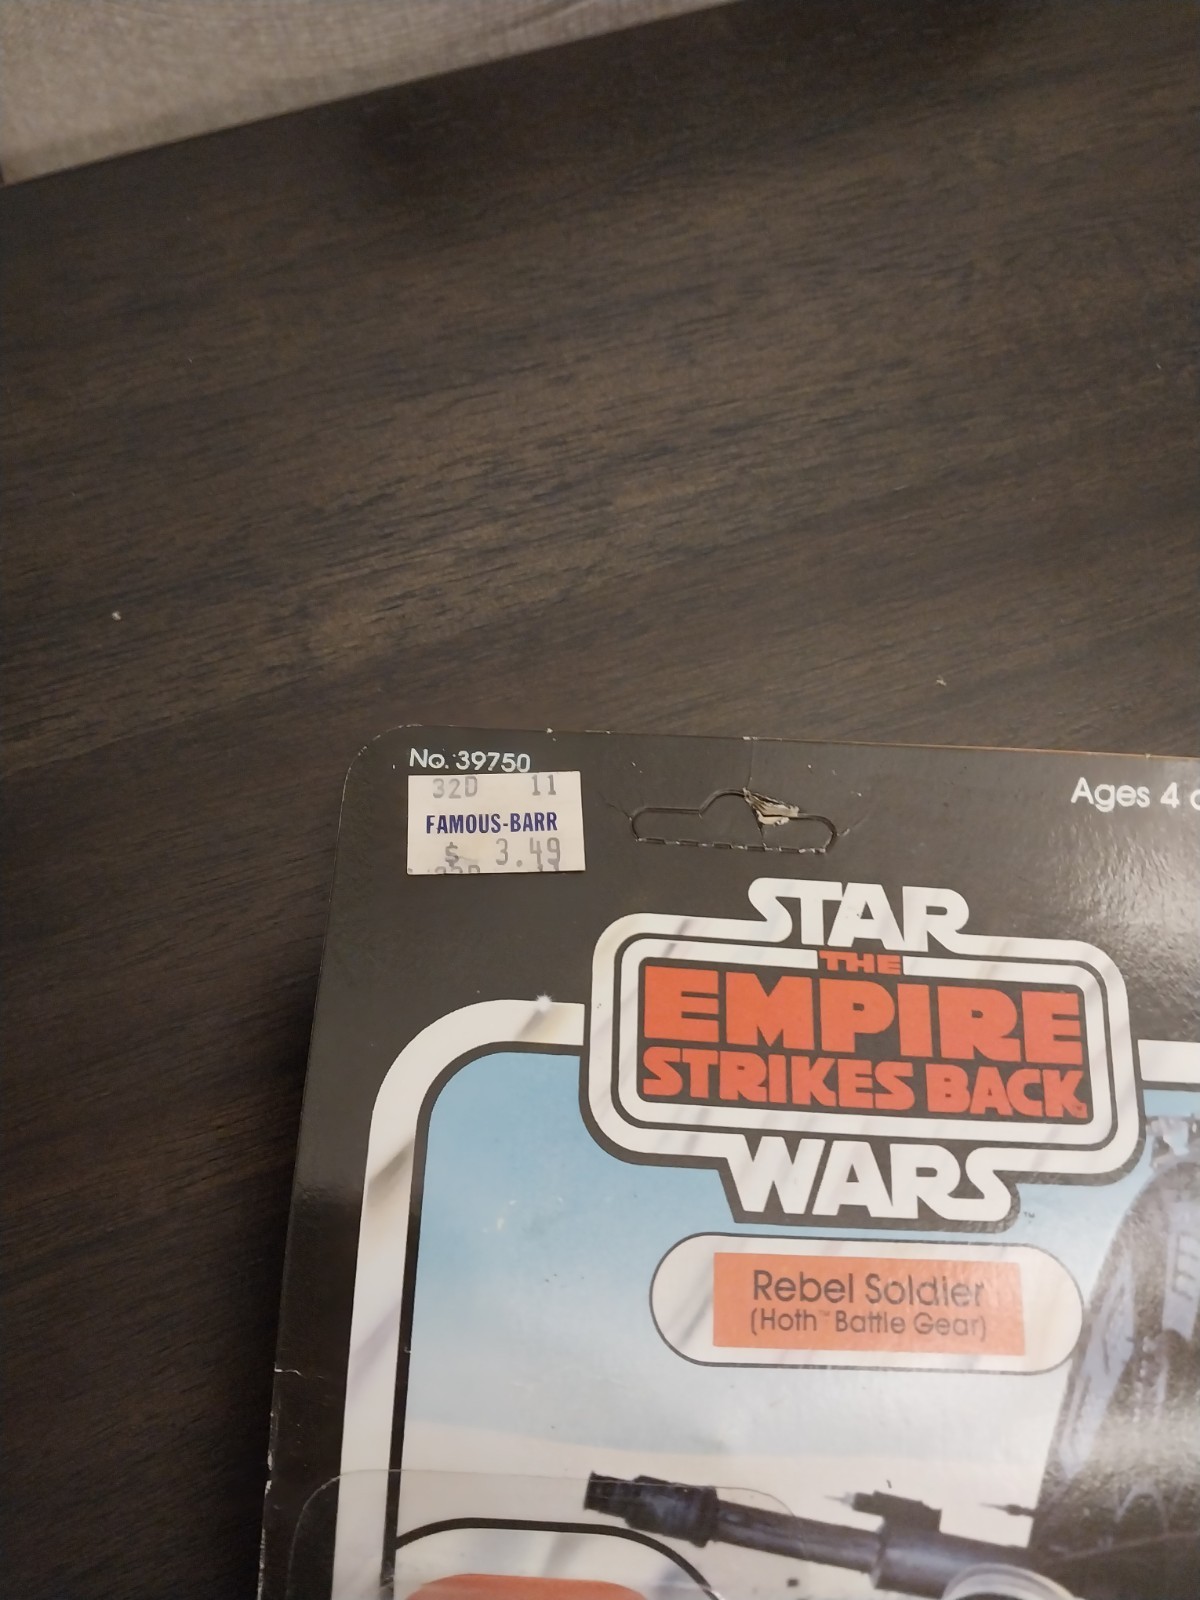 No. 39750
32D 11
FAMOUS-BARR
$ 3.49
Ages 4
STAR
THE
EMPIRE
STRIKES BACK
WARS
Rebel Soldier
(Hoth™ Battle Gear)